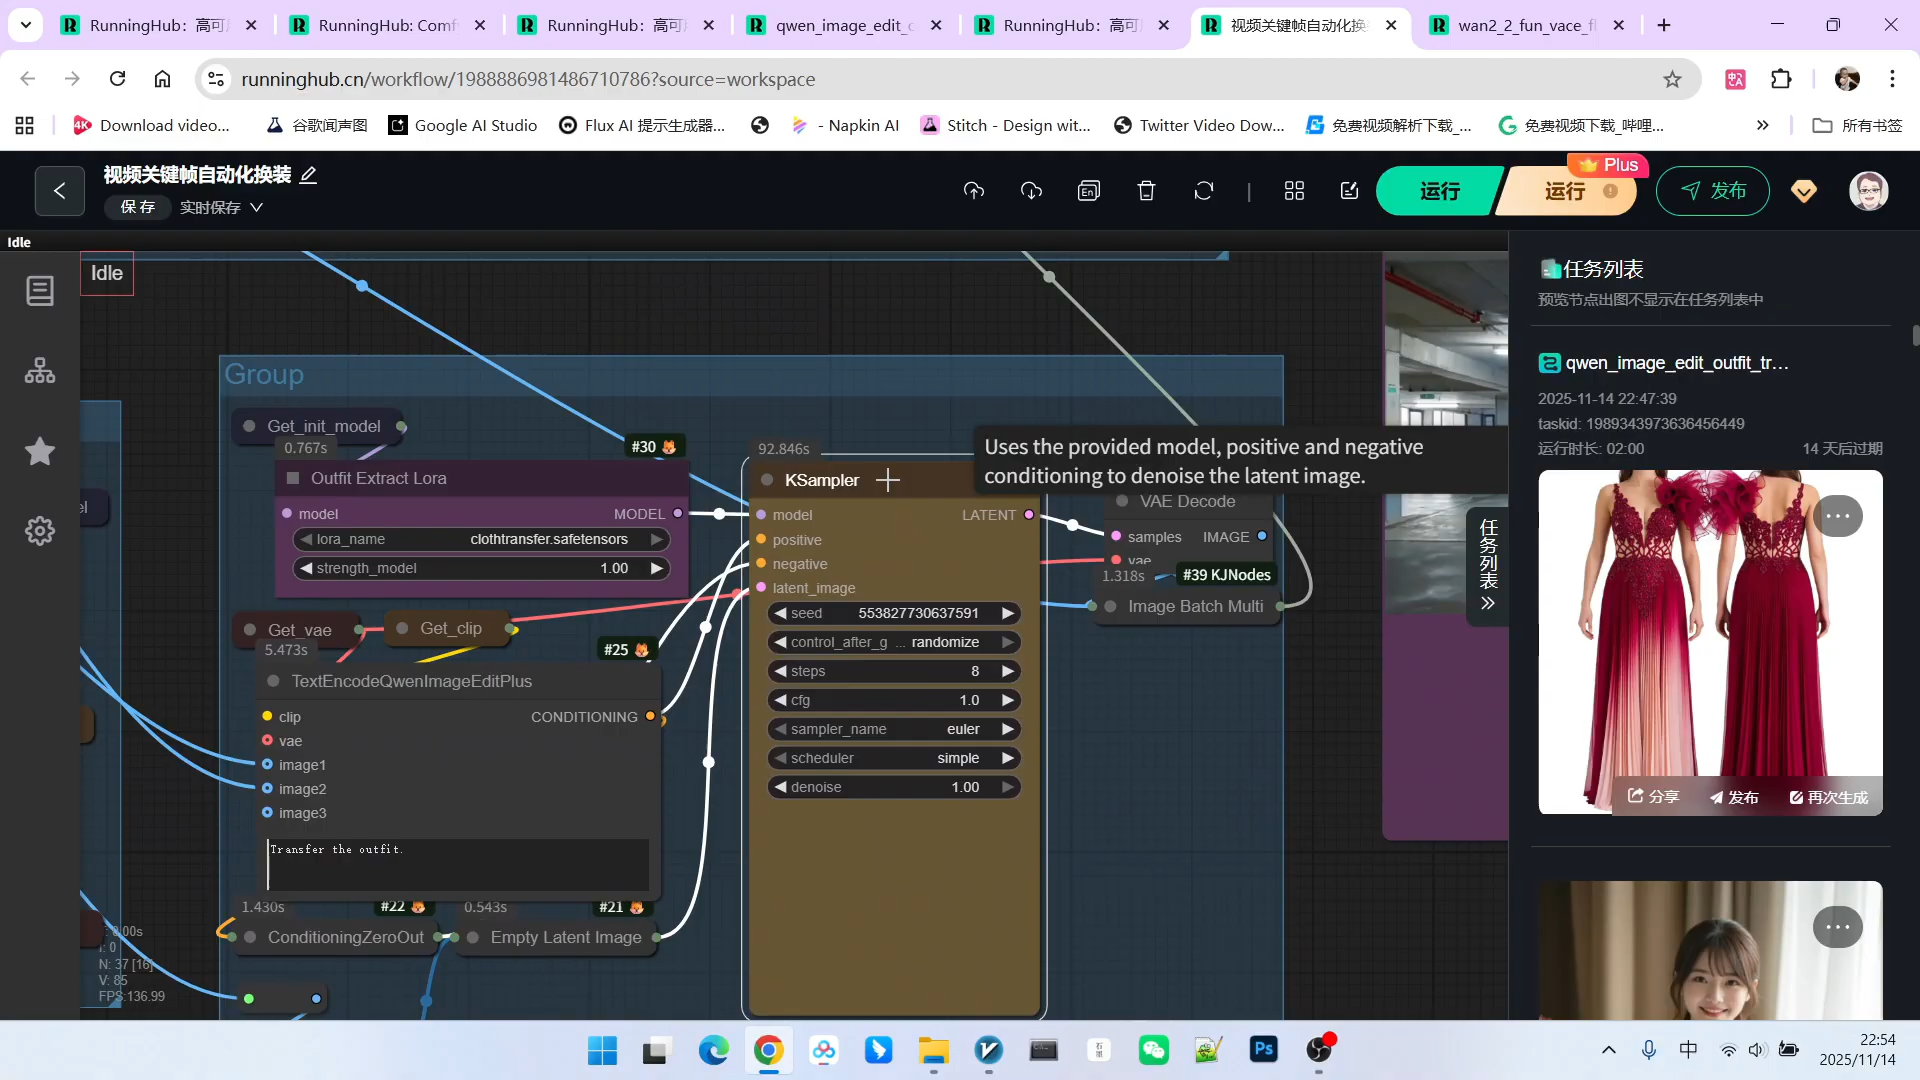 RunningHub: 高可
RunningHub: Comf
RunningHub: 高可
qwen_image_edit_
RunningHub: 高可
视频关键帧自动化换
wan2_2_fun_vace_f
runninghub.cn/workflow/1988886981486710786?source=workspace
Download video...
谷歌闻声图
Google AI Studio
Flux AI 提示生成器...
- Napkin AI
Stitch - Design wit...
Twitter Video Dow...
免费视频解析下载_...
免费视频下载_哔哩...
所有书签
视频关键帧自动化换装
保存
实时保存
En
运行
运行
Plus
发布
Idle
Idle
Group
Get_init_model
0.767s
#30
Outfit Extract Lora
model
MODEL
lora_name
clothtransfer.safetensors
strength_model
1.00
Get_vae
Get_clip
5.473s
#25
TextEncodeQwenImageEditPlus
clip
CONDITIONING
vae
image1
image2
image3
Transfer the outfit.
1.430s
#22
0.543s
#21
ConditioningZeroOut
Empty Latent Image
92.846s
KSampler
model
LATENT
positive
negative
latent_image
seed
553827730637591
control_after_g ...
randomize
steps
8
cfg
1.0
sampler_name
euler
scheduler
simple
denoise
1.00
Uses the provided model, positive and negative
conditioning to denoise the latent image.
VAE Decode
samples
IMAGE
vae
1.318s
#39 KJNodes
Image Batch Multi
N: 37 [16]
V: 85
FPS:136.99
任务列表
任务列表
预览节点出图不显示在任务列表中
qwen_image_edit_outfit_tr...
2025-11-14 22:47:39
taskid: 1989343973636456449
运行时长: 02:00
14 天后过期
分享
发布
再次生成
Ps
中
22:54
2025/11/14